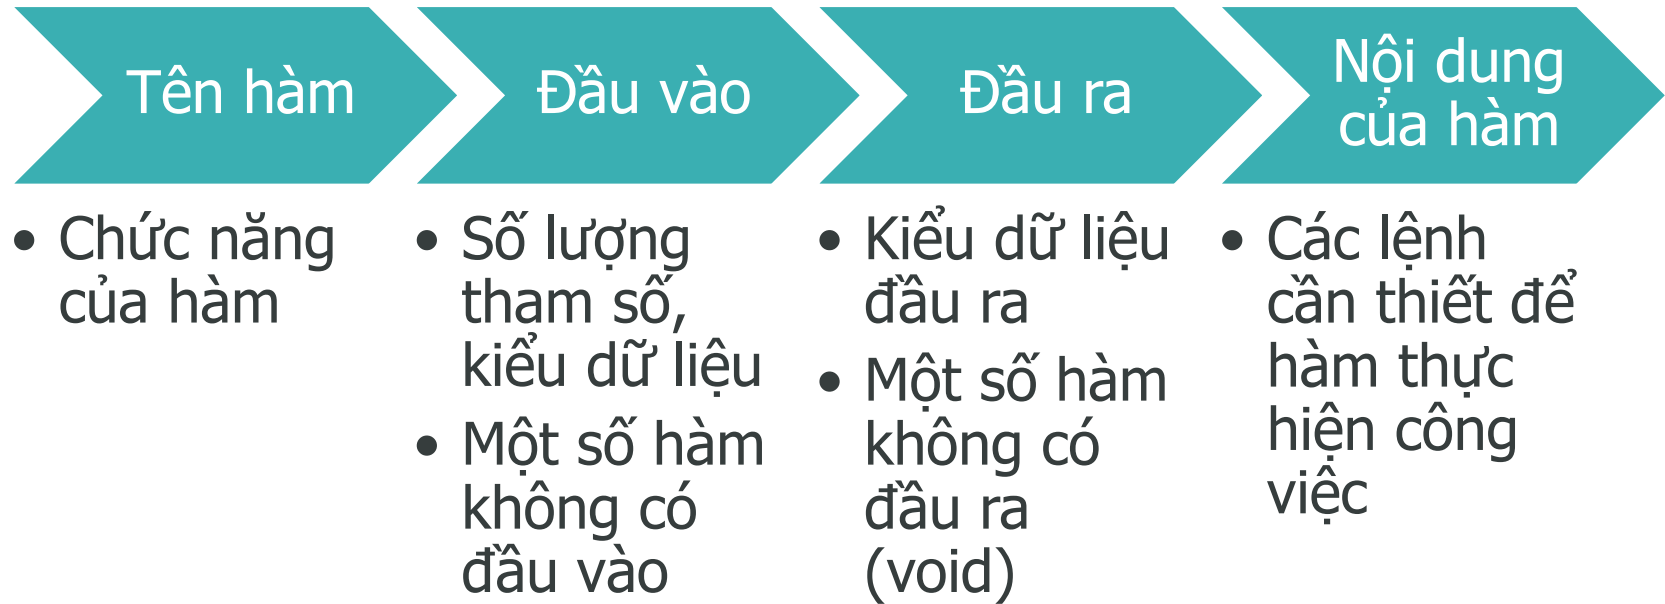 Tên hàm
• Chức năng
của hàm
Đầu vào
• Số lượng
tham số,
kiểu dữ liệu
• Một số hàm
không có
đầu vào
Đầu ra
• Kiểu dữ liệu
đầu ra
• Một số hàm
không có
đầu ra
(void)
Nội dung
của hàm
• Các lệnh
cần thiết để
hàm thực
hiện công
việc